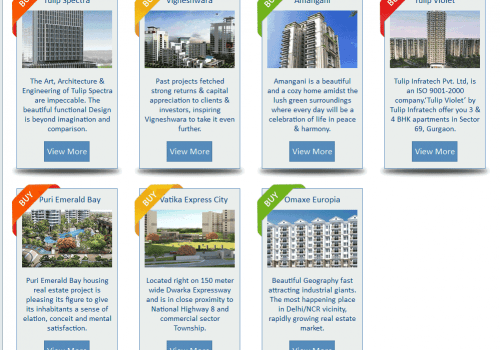 BUY
Tulip Spectra
The Art, Architecture &
Engineering of Tulip Spectra
are impeccable. The
beautiful functional Design
is beyond imagination and
comparison.
View More
BUY
Vigneshwara
Past projects fetched
strong returns & capital
appreciation to clients &
investors, inspiring
Vigneshwara to take it even
further.
View More
BUY
Amangani
Amangani is a beautiful
and a cozy home amidst the
lush green surroundings
where every day will be a
celebration of life in peace
& harmony.
View More
BUY
Tulip Violet
Tulip Infratech Pvt. Ltd, is
an ISO 9001-2000
company.'Tulip Violet' by
Tulip Infratech offer you 3 &
4 BHK apartments in Sector
69, Gurgaon.
View More
BUY
Puri Emerald Bay
Puri Emerald Bay housing
real estate project is
pleasing its figure to give
its inhabitants a sense of
elation, conceit and mental
satisfaction.
View More
BUY
Vatika Express City
Located right on 150 meter
wide Dwarka Expressway
and is in close proximity to
National Highway 8 and
commercial sector
Township.
View More
BUY
Omaxe Europia
Beautiful Geography fast
attracting industrial giants.
The most happening place
in Delhi/NCR vicinity,
rapidly growing real estate
market.
View More